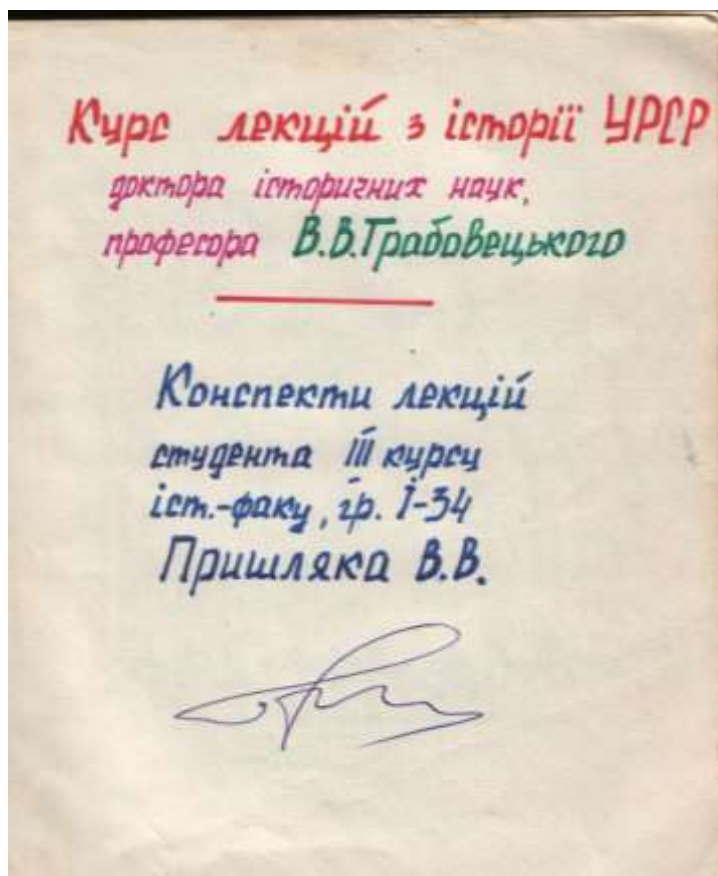 Курс лекцій з історії УРСР
доктора історичних наук,
професора В.В.Грабовецького
Конспекти лекцій
студента III курсу
іст.-факу, гр. І-34
Пришляка В.В.